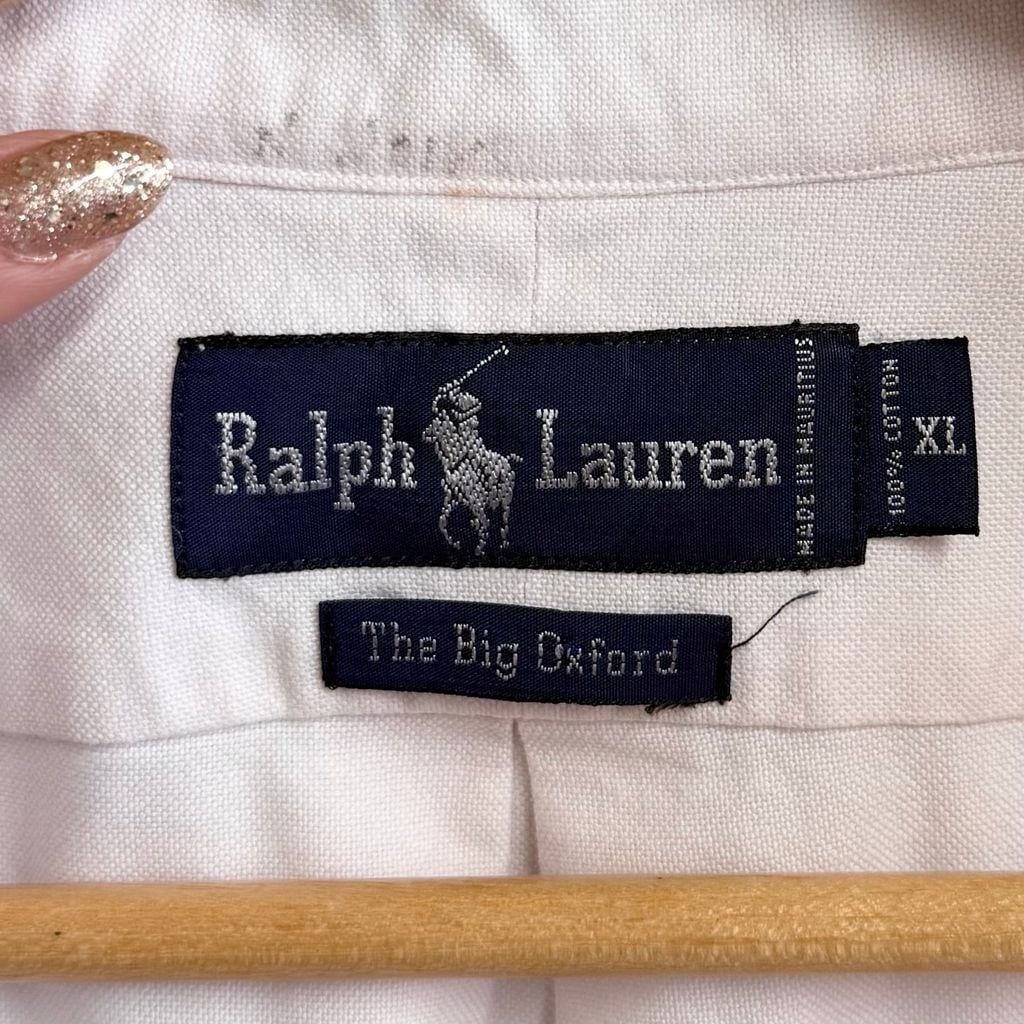 Ralph Lauren
MADE IN MAURITIUS
100% COTTON
XL
The Big Oxford